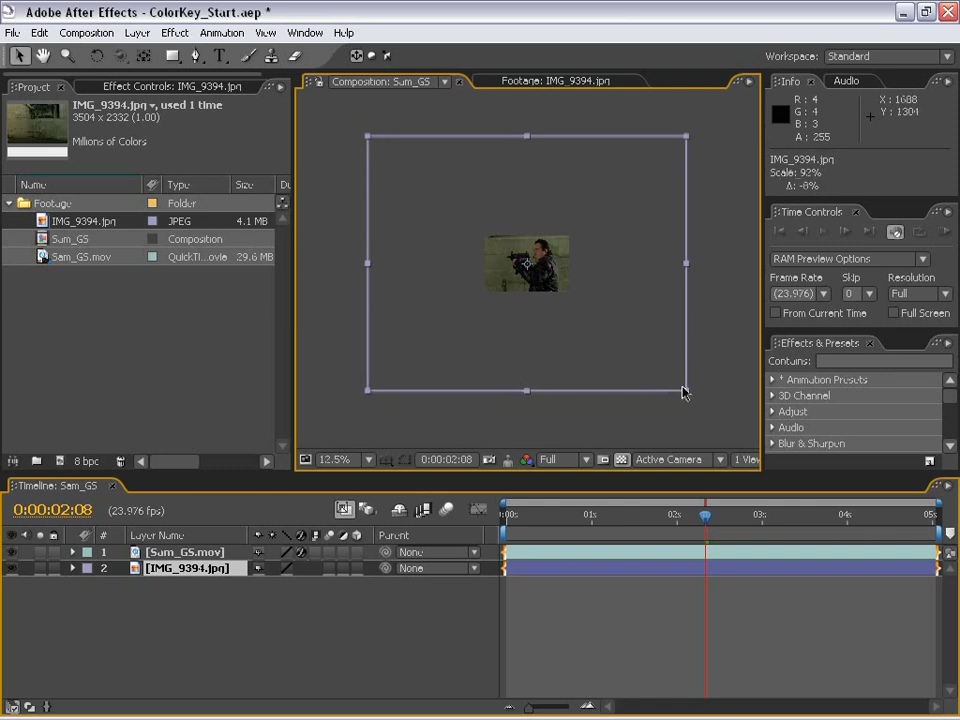 Adobe After Effects - ColorKey_Start.aep *
File Edit Composition Layer Effect Animation View Window Help
Workspace: Standard
Project Effect Controls: IMG_9394.jpg
Composition: Sam_GS Footage: IMG_9394.jpg
Info Audio
IMG_9394.jpg, used 1 time
3504 x 2332 (1.00)
Millions of Colors
R : 4 X : 1688
G : 4 Y : 1304
B : 3
A : 255
IMG_9394.jpg
Scale: 92%
Δ: -8%
Name Type Size Du
Footage Folder
IMG_9394.jpg JPEG 4.1 MB
Sam_GS Composition
Sam_GS.mov QuickTi...ovie 29.6 MB
Time Controls
RAM Preview Options
Frame Rate Skip Resolution
(23.976) 0 Full
From Current Time Full Screen
Effects & Presets
Contains:
* Animation Presets
3D Channel
Adjust
Audio
Blur & Sharpen
8 bpc
12.5% 0:00:02:08 Full Active Camera 1 Vie
Timeline: Sam_GS
0:00:02:08 (23.976 fps)
):00s 01s 02s 03s 04s 05s
# Layer Name Parent
1 [Sam_GS.mov] None
2 [IMG_9394.jpg] None